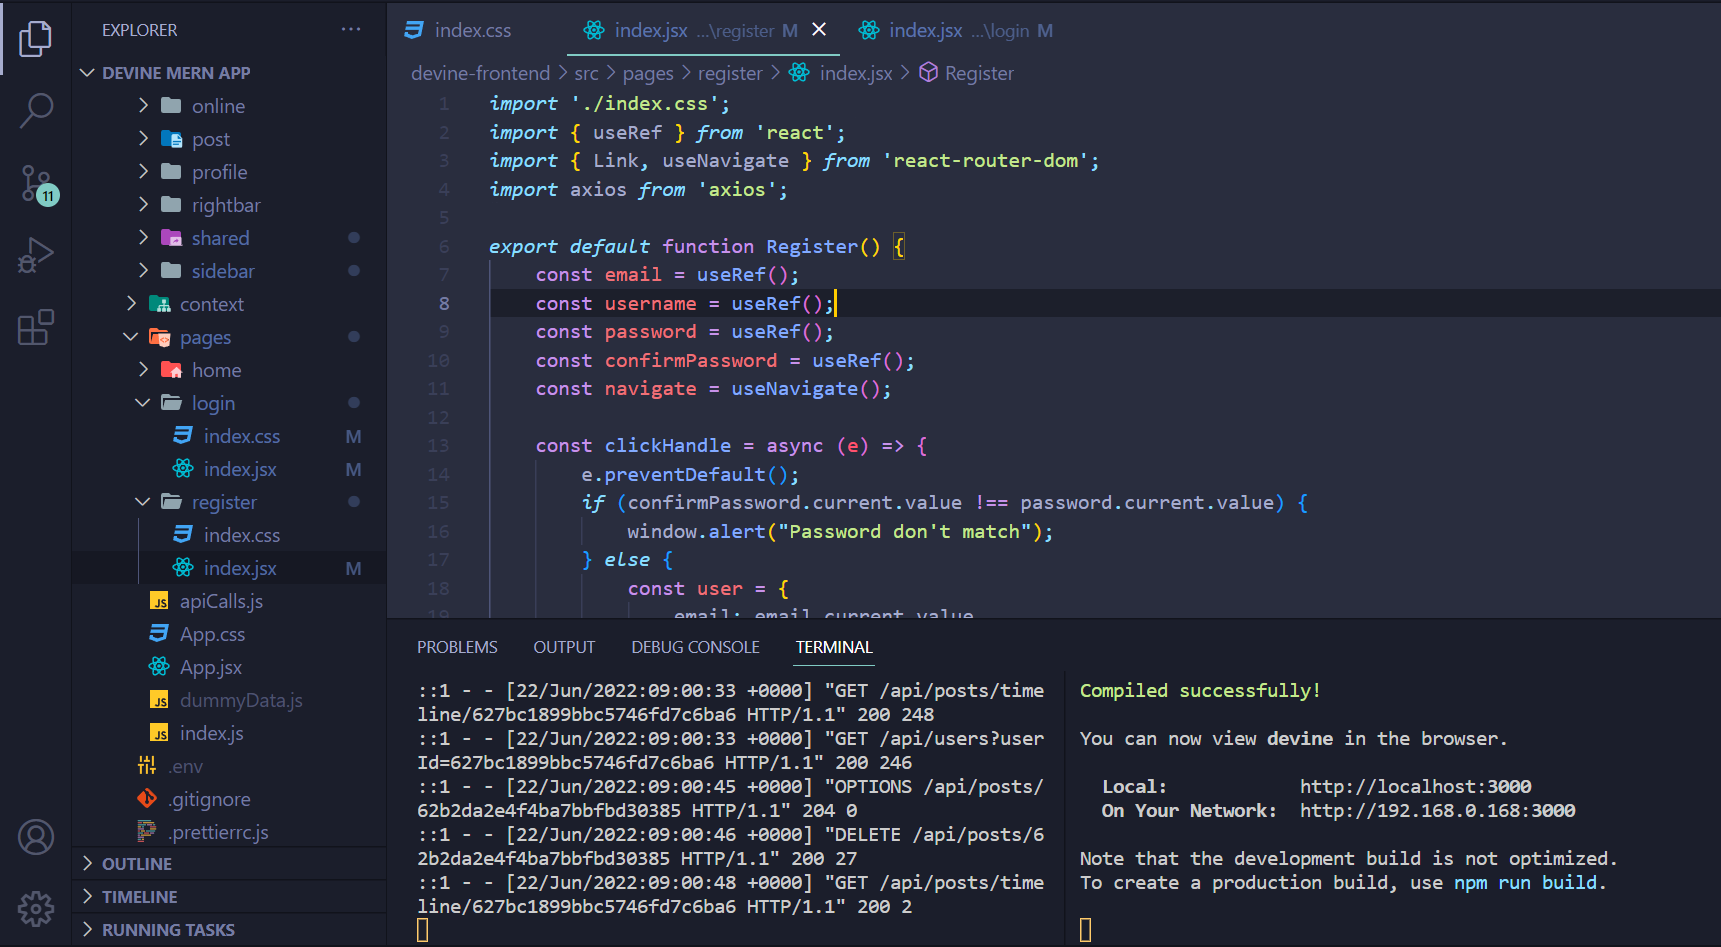 EXPLORER ...
DEVINE MERN APP
online
post
profile
rightbar
shared
sidebar
context
pages
home
login
index.css M
index.jsx M
register
index.css
index.jsx M
apiCalls.js
App.css
App.jsx
dummyData.js
index.js
.env
.gitignore
.prettierrc.js
OUTLINE
TIMELINE
RUNNING TASKS
11
index.css
index.jsx ...\register M
index.jsx ...\login M
devine-frontend > src > pages > register > index.jsx > Register
1 import './index.css';
2 import { useRef } from 'react';
3 import { Link, useNavigate } from 'react-router-dom';
4 import axios from 'axios';
5
6 export default function Register() {
7 const email = useRef();
8 const username = useRef();
9 const password = useRef();
10 const confirmPassword = useRef();
11 const navigate = useNavigate();
12
13 const clickHandle = async (e) => {
14 e.preventDefault();
15 if (confirmPassword.current.value !== password.current.value) {
16 window.alert("Password don't match");
17 } else {
18 const user = {
19 email: email.current.value
PROBLEMS OUTPUT DEBUG CONSOLE TERMINAL
::1 - - [22/Jun/2022:09:00:33 +0000] "GET /api/posts/time
line/627bc1899bbc5746fd7c6ba6 HTTP/1.1" 200 248
::1 - - [22/Jun/2022:09:00:33 +0000] "GET /api/users?user
Id=627bc1899bbc5746fd7c6ba6 HTTP/1.1" 200 246
::1 - - [22/Jun/2022:09:00:45 +0000] "OPTIONS /api/posts/
62b2da2e4f4ba7bbfbd30385 HTTP/1.1" 204 0
::1 - - [22/Jun/2022:09:00:46 +0000] "DELETE /api/posts/6
2b2da2e4f4ba7bbfbd30385 HTTP/1.1" 200 27
::1 - - [22/Jun/2022:09:00:48 +0000] "GET /api/posts/time
line/627bc1899bbc5746fd7c6ba6 HTTP/1.1" 200 2
Compiled successfully!
You can now view devine in the browser.
Local: http://localhost:3000
On Your Network: http://192.168.0.168:3000
Note that the development build is not optimized.
To create a production build, use npm run build.